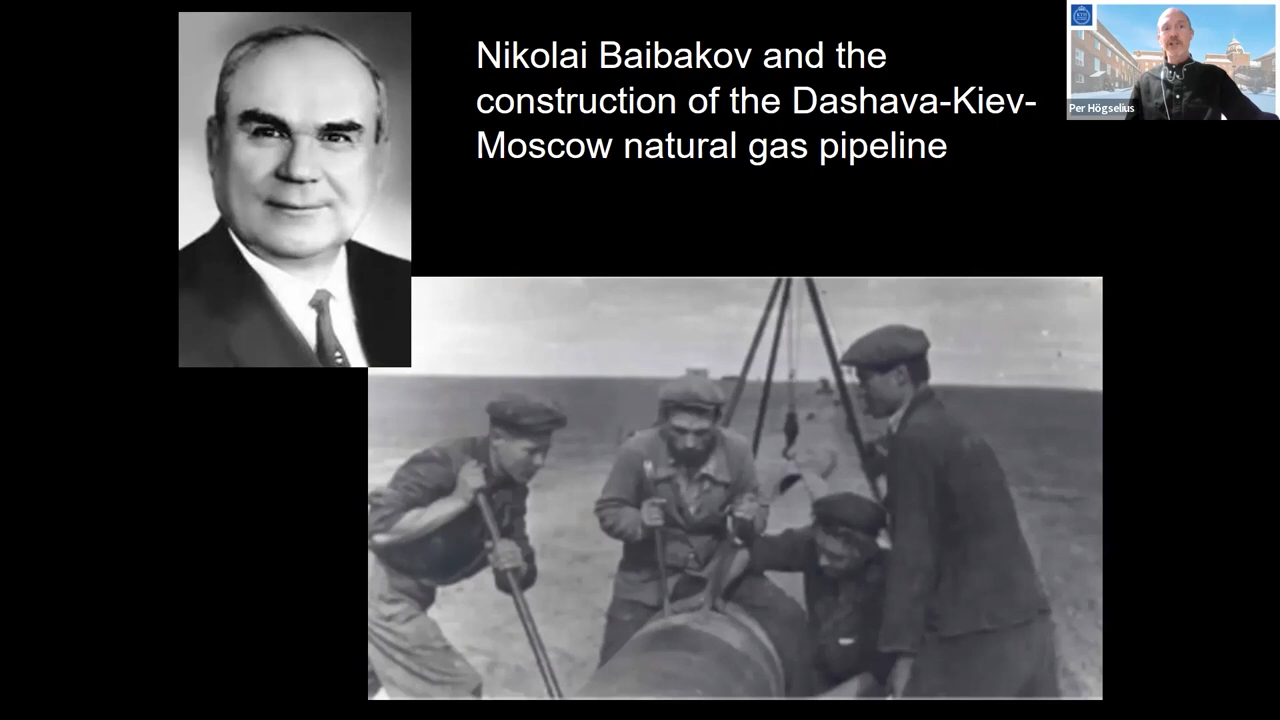 Nikolai Baibakov and the
construction of the Dashava-Kiev-
Moscow natural gas pipeline
Per Högselius